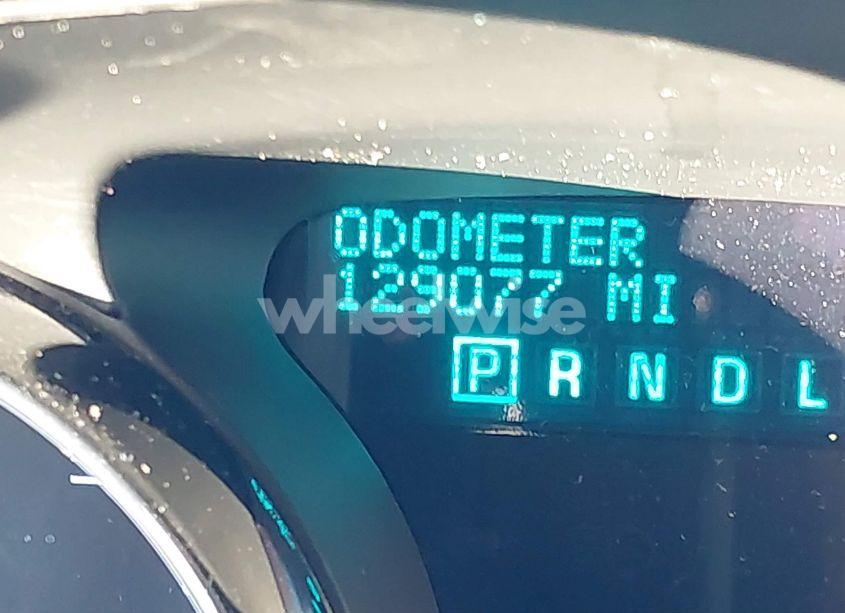 ODOMETER
129077 MI
wheelwise
P R N D L